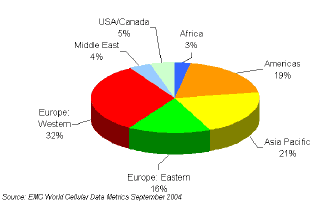 USA/Canada
5%
Africa
3%
Middle East
4%
Americas
19%
Europe:
Western
32%
Asia Pacific
21%
Europe: Eastern
16%
Source: EMC World Cellular Data Metrics September 2004